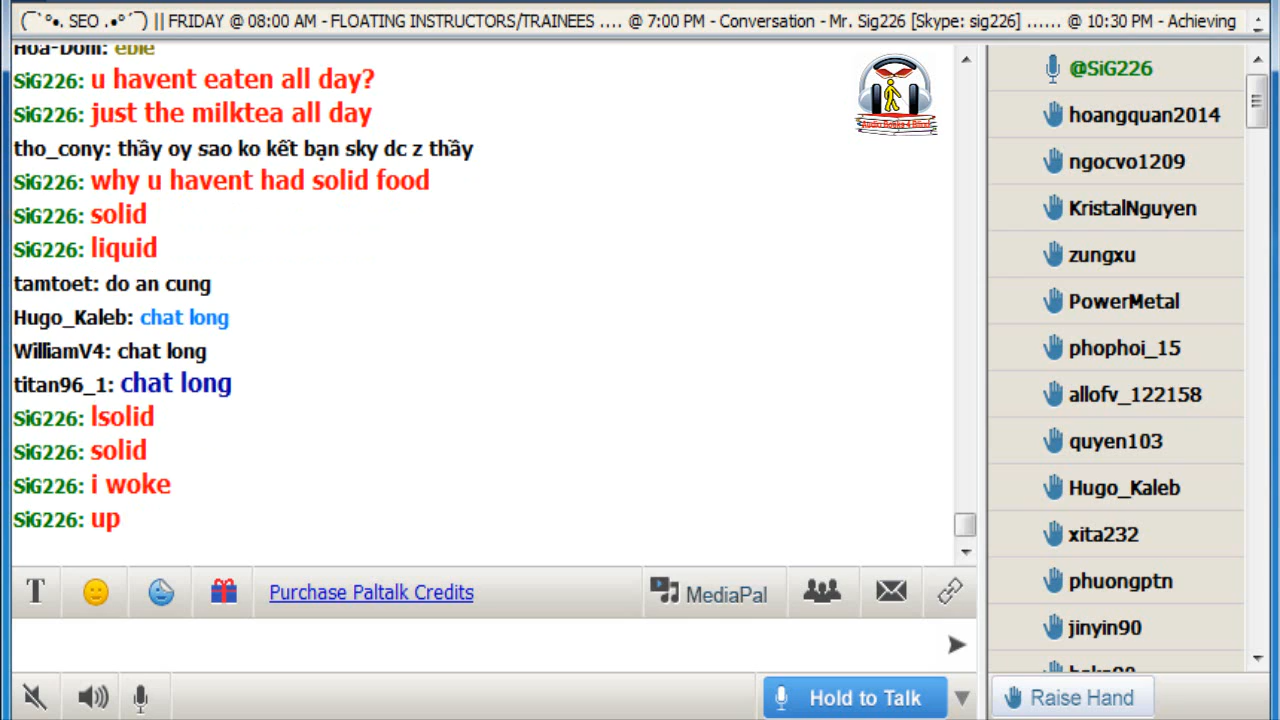 (¯`°•. SEO .•°´¯) || FRIDAY @ 08:00 AM - FLOATING INSTRUCTORS/TRAINEES .... @ 7:00 PM - Conversation - Mr. Sig226 [Skype: sig226] ...... @ 10:30 PM - Achieving
Hoa-Dom: ebie
SiG226: u havent eaten all day?
SiG226: just the milktea all day
tho_cony: thầy oy sao ko kết bạn sky dc z thầy
SiG226: why u havent had solid food
SiG226: solid
SiG226: liquid
tamtoet: do an cung
Hugo_Kaleb: chat long
WilliamV4: chat long
titan96_1: chat long
SiG226: lsolid
SiG226: solid
SiG226: i woke
SiG226: up
T
Purchase Paltalk Credits
MediaPal
Hold to Talk
@SiG226
hoangquan2014
ngocvo1209
KristalNguyen
zungxu
PowerMetal
phophoi_15
allofv_122158
quyen103
Hugo_Kaleb
xita232
phuongptn
jinyin90
Raise Hand